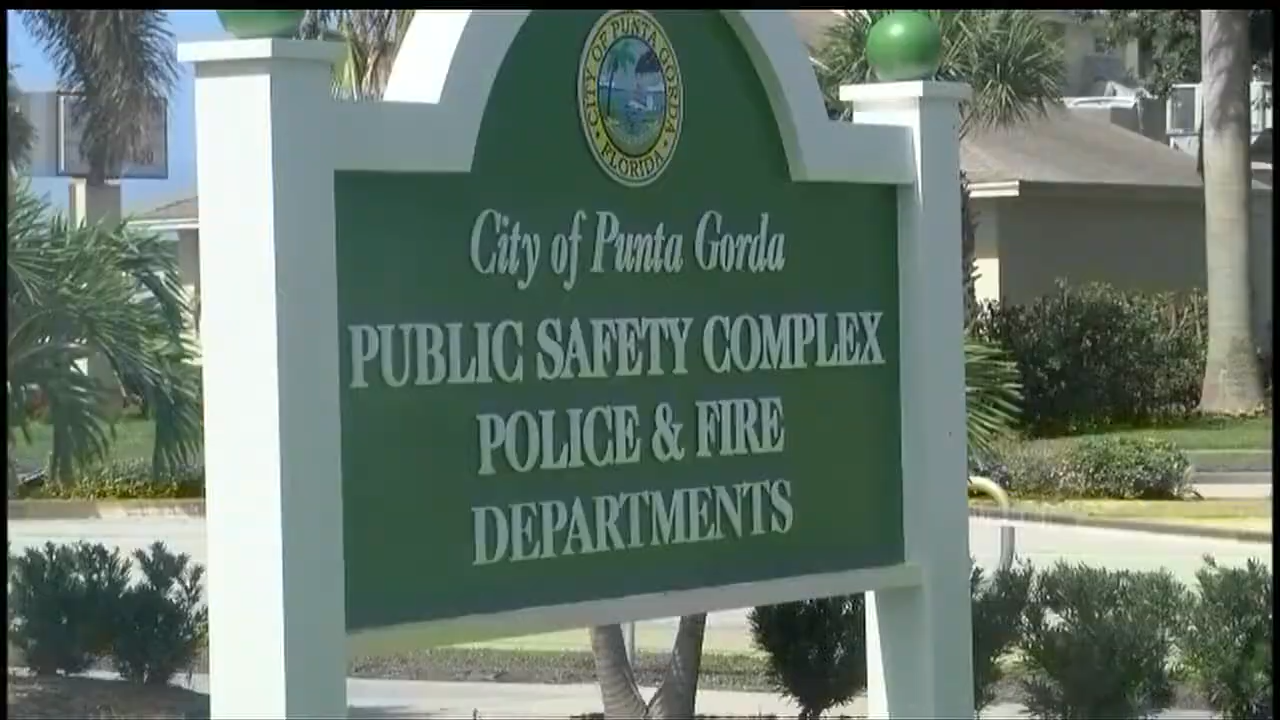 CITY OF PUNTA GORDA
FLORIDA
City of Punta Gorda
PUBLIC SAFETY COMPLEX
POLICE & FIRE
DEPARTMENTS